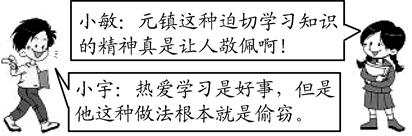 小敏：元镇这种迫切学习知识
的精神真是让人敬佩啊！
小宇：热爱学习是好事，但是
他这种做法根本就是偷窃。